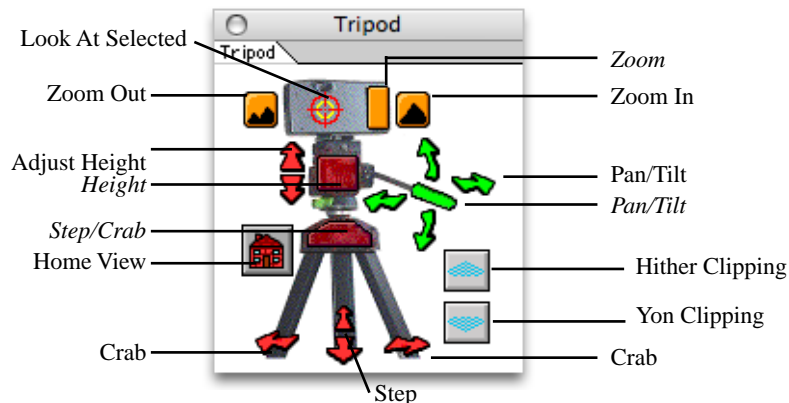 Tripod
Look At Selected
Tripod
Zoom
Zoom Out
Zoom In
Adjust Height
Height
Pan/Tilt
Pan/Tilt
Step/Crab
Home View
Hither Clipping
Yon Clipping
Crab
Crab
Step